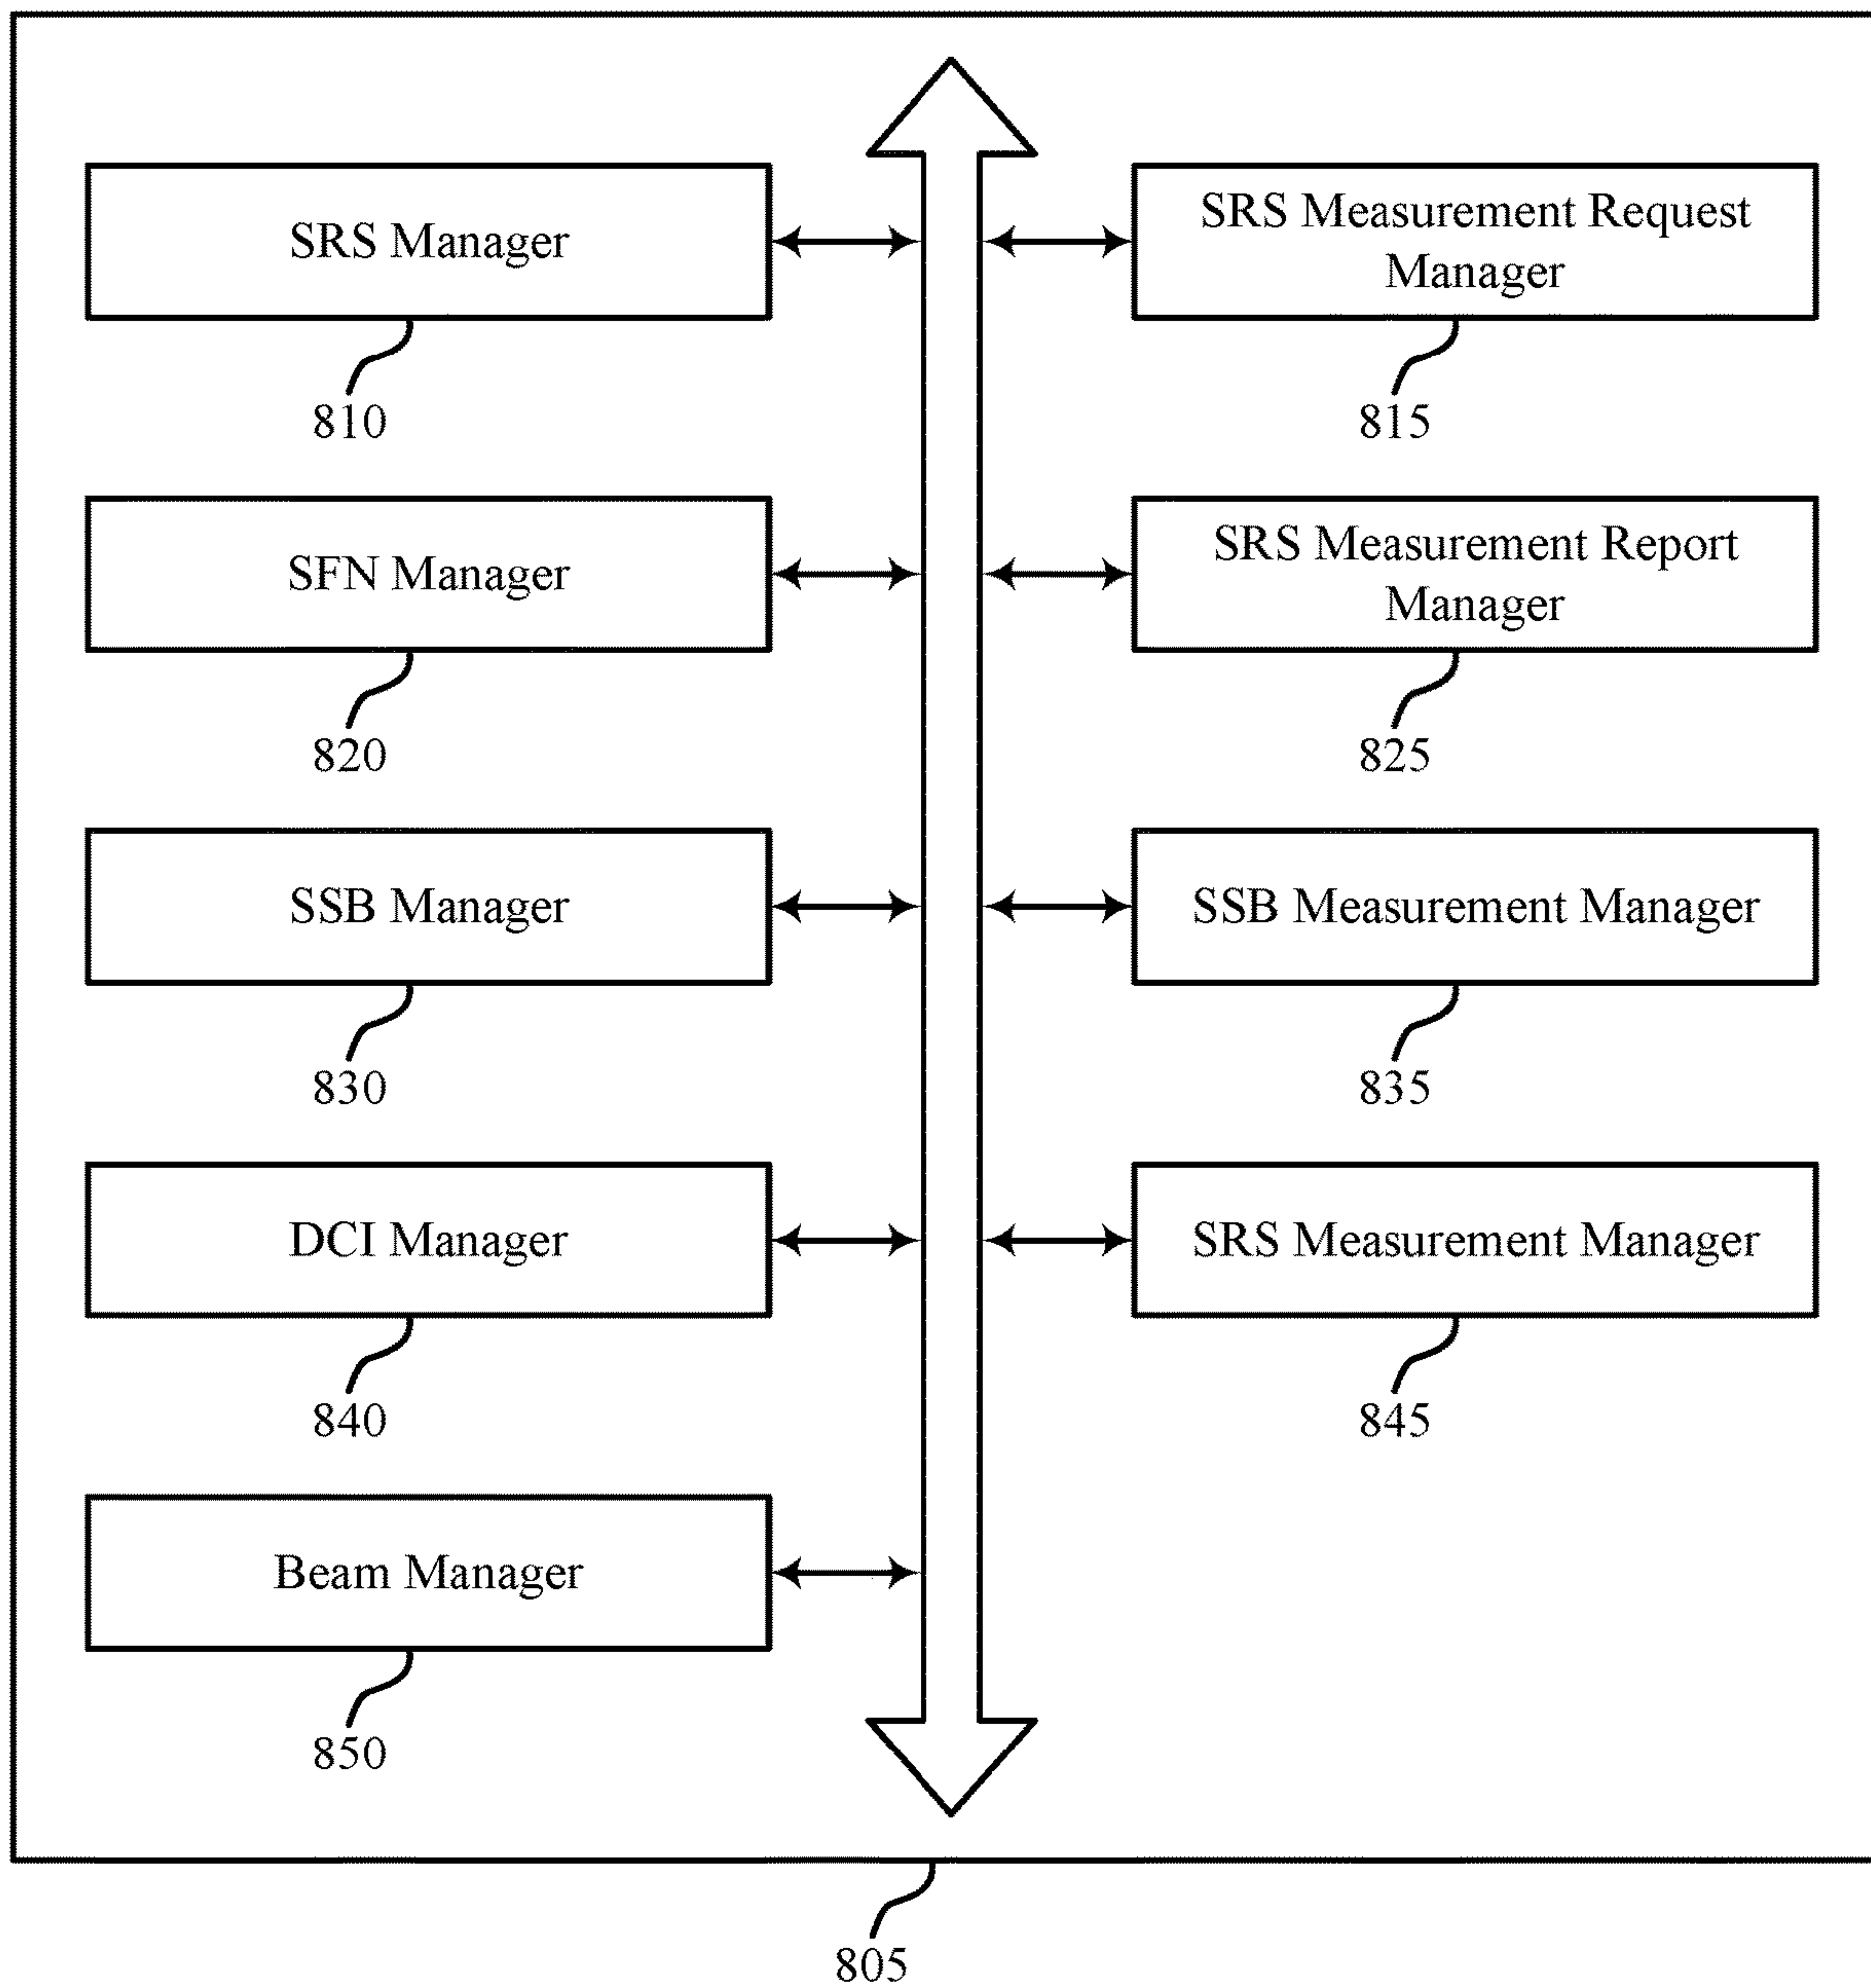 SRS Manager
810
SRS Measurement Request
Manager
815
SFN Manager
820
SRS Measurement Report
Manager
825
SSB Manager
830
SSB Measurement Manager
835
DCI Manager
840
SRS Measurement Manager
845
Beam Manager
850
805